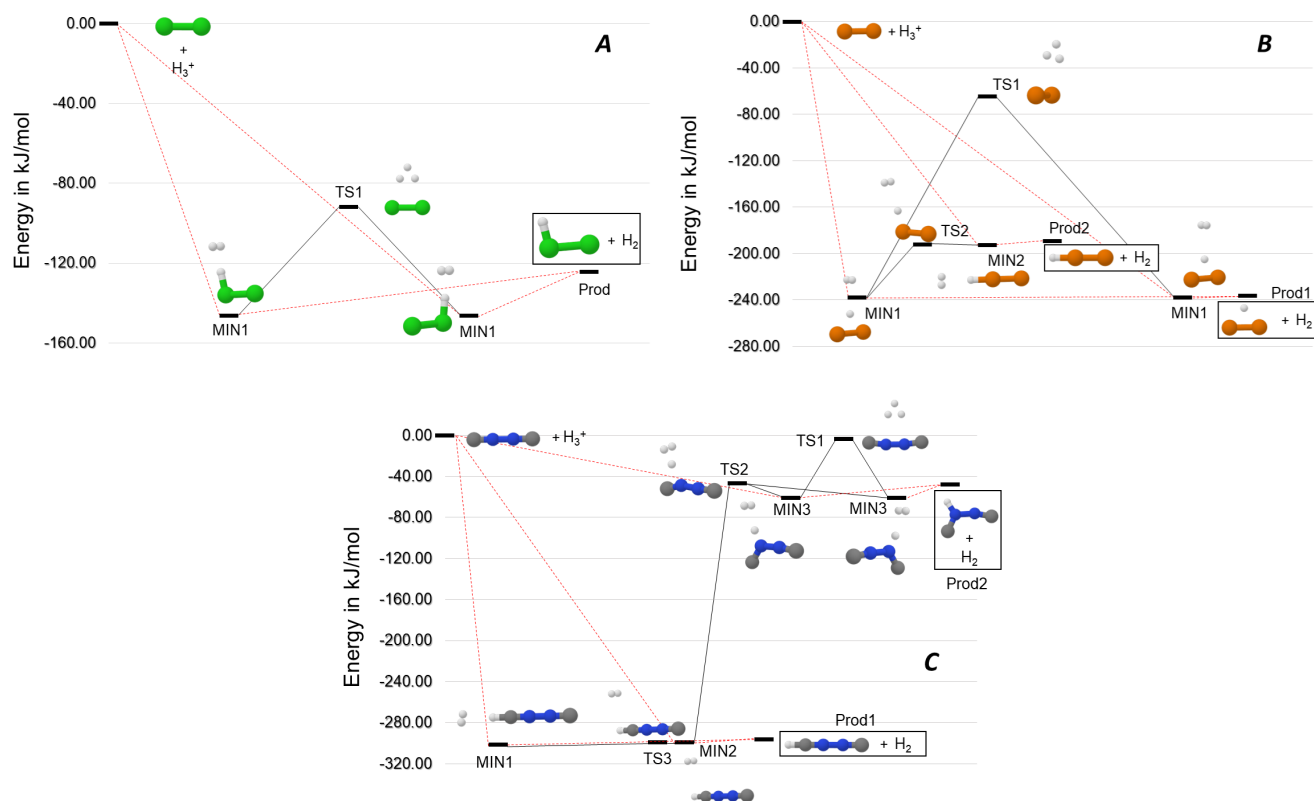 A
Energy in kJ/mol
0.00
-40.00
-80.00
-120.00
-160.00
+
H₃⁺
TS1
MIN1
MIN1
+ H₂
Prod
B
Energy in kJ/mol
0.00
-40.00
-80.00
-120.00
-160.00
-200.00
-240.00
-280.00
+ H₃⁺
TS1
TS2
Prod2
MIN2
+ H₂
MIN1
MIN1
Prod1
+ H₂
C
Energy in kJ/mol
0.00
-40.00
-80.00
-120.00
-160.00
-200.00
-240.00
-280.00
-320.00
+ H₃⁺
TS1
TS2
MIN3
MIN3
+
H₂
Prod2
Prod1
+ H₂
MIN1
TS3
MIN2